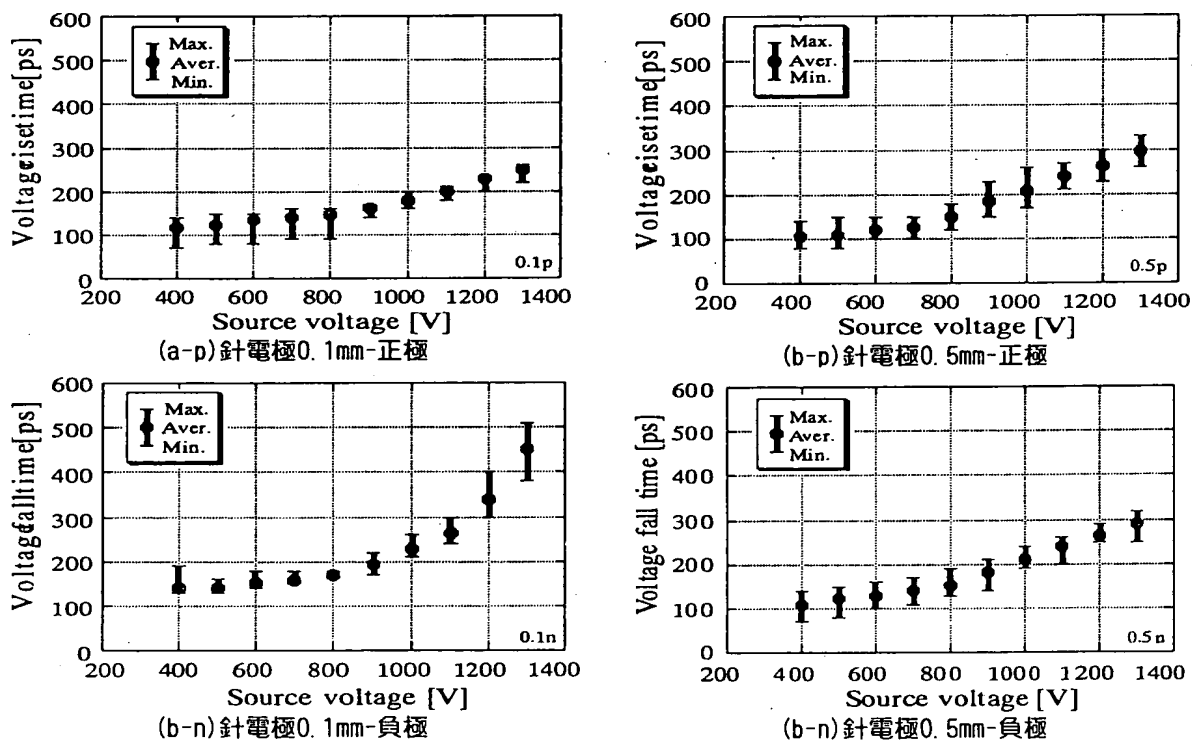 600
500
400
300
200
100
0
Voltage risetime[ps]
Max.
Aver.
Min.
0.1p
200 400 600 800 1000 1200 1400
Source voltage [V]
(a-p)針電極0.1mm-正極
600
500
400
300
200
100
0
Voltage risetime[ps]
Max.
Aver.
Min.
0.5p
200 400 600 800 1000 1200 1400
Source voltage [V]
(b-p)針電極0.5mm-正極
600
500
400
300
200
100
0
Voltage falltime[ps]
Max.
Aver.
Min.
0.1n
200 400 600 800 1000 1200 1400
Source voltage [V]
(b-n)針電極0.1mm-負極
600
500
400
300
200
100
0
Voltage fall time [ps]
Max.
Aver.
Min.
0.5n
200 400 600 800 1000 1200 1400
Source voltage [V]
(b-n)針電極0.5mm-負極